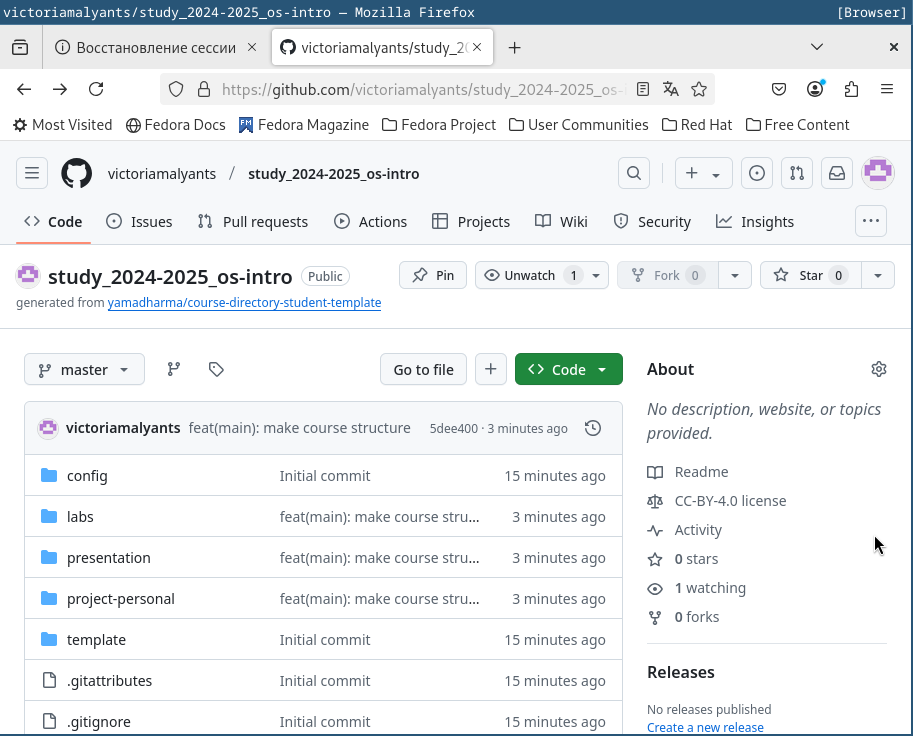 victoriamalyants/study_2024-2025_os-intro — Mozilla Firefox [Browser]
Восстановление сессии victoriamalyants/study_20
https://github.com/victoriamalyants/study_2024-2025_os-
Most Visited Fedora Docs Fedora Magazine Fedora Project User Communities Red Hat Free Content
victoriamalyants / study_2024-2025_os-intro
Code Issues Pull requests Actions Projects Wiki Security Insights
study_2024-2025_os-intro Public Pin Unwatch 1 Fork 0 Star 0
generated from yamadharma/course-directory-student-template
master Go to file Code
victoriamalyants feat(main): make course structure 5dee400 · 3 minutes ago
config Initial commit 15 minutes ago
labs feat(main): make course stru... 3 minutes ago
presentation feat(main): make course stru... 3 minutes ago
project-personal feat(main): make course stru... 3 minutes ago
template Initial commit 15 minutes ago
.gitattributes Initial commit 15 minutes ago
.gitignore Initial commit 15 minutes ago
About
No description, website, or topics
provided.
Readme
CC-BY-4.0 license
Activity
0 stars
1 watching
0 forks
Releases
No releases published
Create a new release